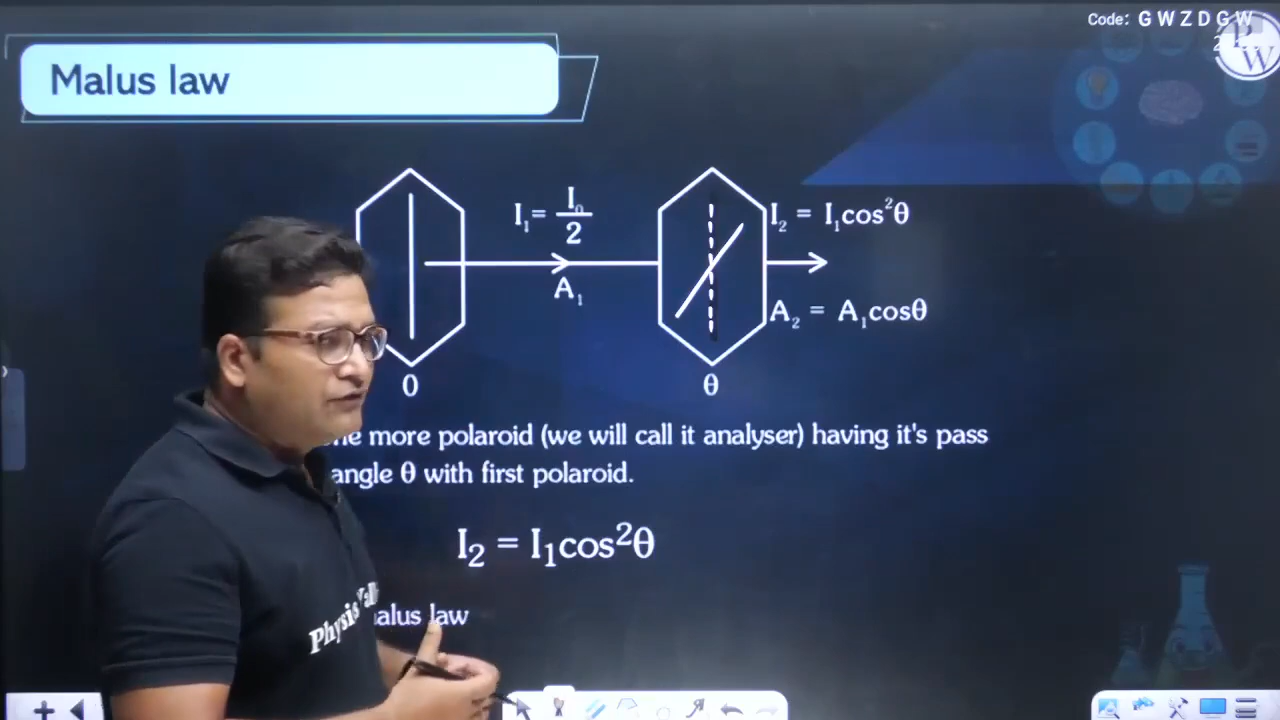 Code: G W Z D G W
Malus law
I₁ = I₀/2
I₂ = I₁cos²θ
A₁
A₂ = A₁cosθ
0
θ
more polaroid (we will call it analyser) having it's pass
angle θ with first polaroid.
I₂ = I₁cos²θ
law